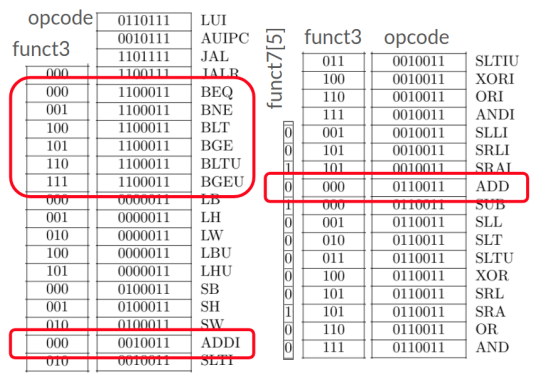 opcode 0110111 LUI
0010111 AUIPC
funct3 1101111 JAL
000 1100111 JALR
000 1100011 BEQ
001 1100011 BNE
100 1100011 BLT
101 1100011 BGE
110 1100011 BLTU
111 1100011 BGEU
000 0000011 LB
001 0000011 LH
010 0000011 LW
100 0000011 LBU
101 0000011 LHU
000 0100011 SB
001 0100011 SH
010 0100011 SW
000 0010011 ADDI
010 0010011 SLTI
funct7[5] funct3 opcode
011 0010011 SLTIU
100 0010011 XORI
110 0010011 ORI
111 0010011 ANDI
0 001 0010011 SLLI
0 101 0010011 SRLI
1 101 0010011 SRAI
0 000 0110011 ADD
1 000 0110011 SUB
0 001 0110011 SLL
0 010 0110011 SLT
0 011 0110011 SLTU
0 100 0110011 XOR
0 101 0110011 SRL
1 101 0110011 SRA
0 110 0110011 OR
0 111 0110011 AND